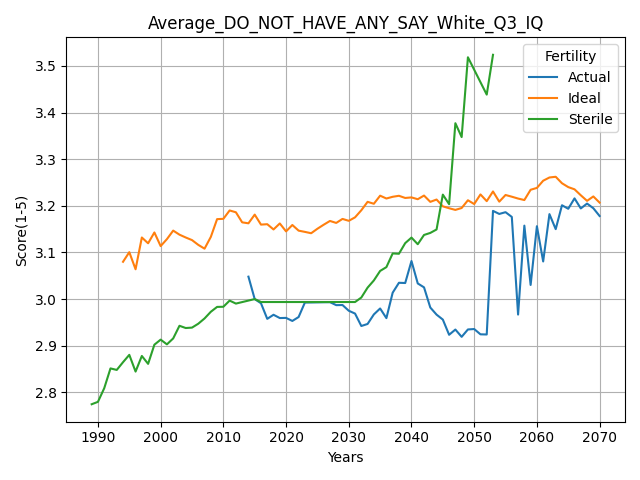 Average_DO_NOT_HAVE_ANY_SAY_White_Q3_IQ
Fertility
Actual
Ideal
Sterile
Score(1-5)
3.5
3.4
3.3
3.2
3.1
3.0
2.9
2.8
1990 2000 2010 2020 2030 2040 2050 2060 2070
Years